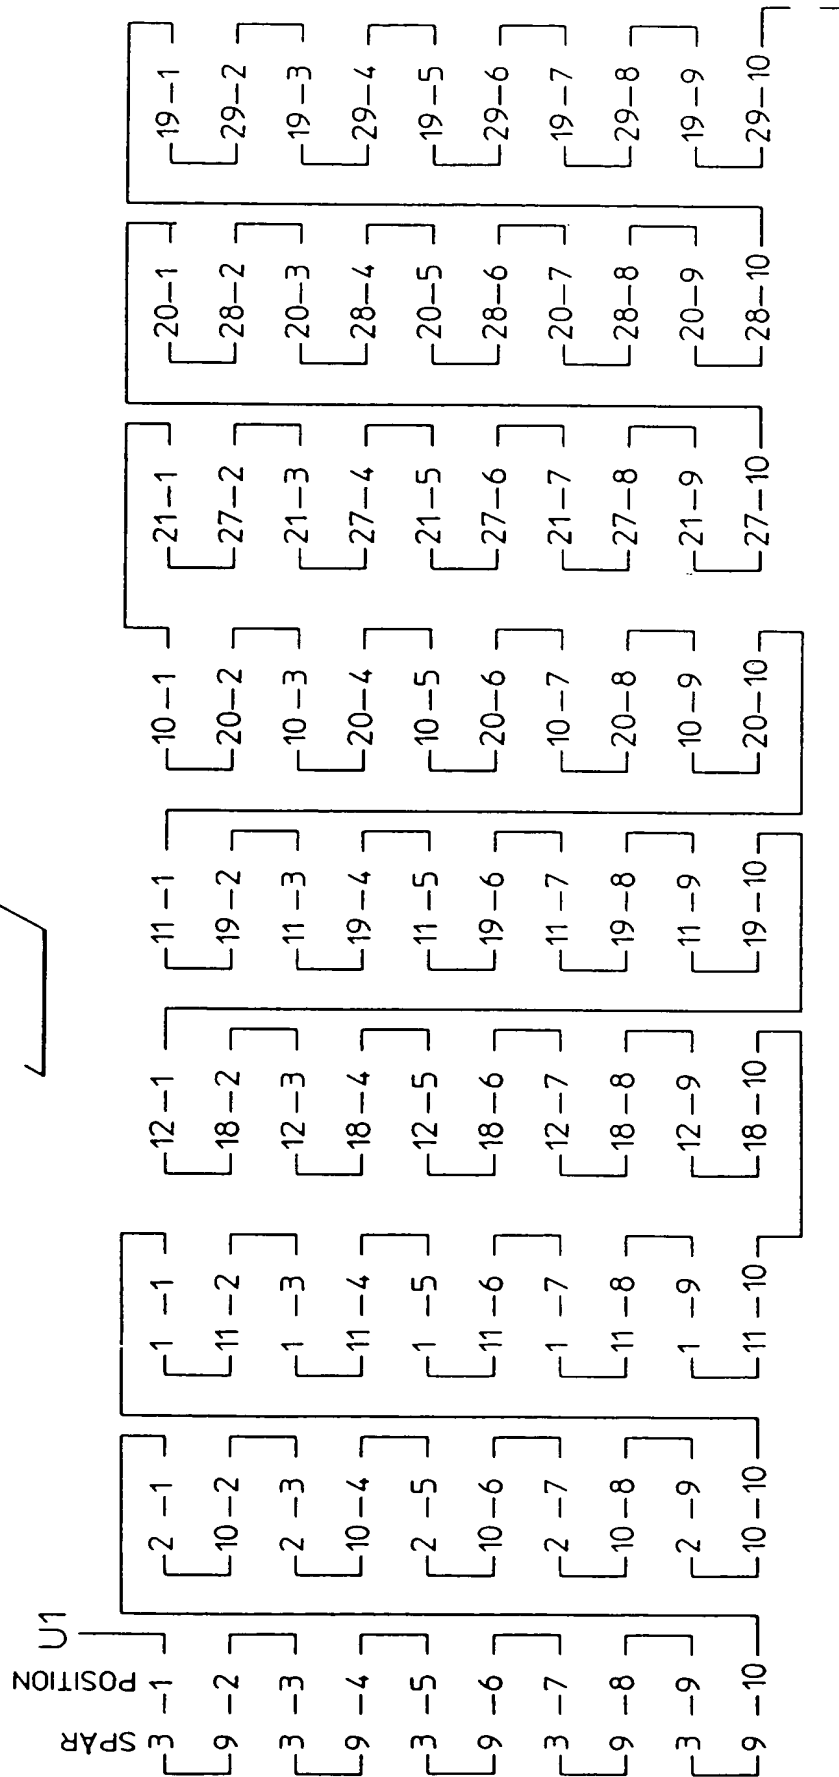 U1
SPAR POSITION
3 -1 2 -1 1 -1 12-1 11-1 10-1 21-1 20-1 19-1
9 -2 10-2 11-2 18-2 19-2 20-2 27-2 28-2 29-2
3 -3 2 -3 1 -3 12-3 11-3 10-3 21-3 20-3 19-3
9 -4 10-4 11-4 18-4 19-4 20-4 27-4 28-4 29-4
3 -5 2 -5 1 -5 12-5 11-5 10-5 21-5 20-5 19-5
9 -6 10-6 11-6 18-6 19-6 20-6 27-6 28-6 29-6
3 -7 2 -7 1 -7 12-7 11-7 10-7 21-7 20-7 19-7
9 -8 10-8 11-8 18-8 19-8 20-8 27-8 28-8 29-8
3 -9 2 -9 1 -9 12-9 11-9 10-9 21-9 20-9 19-9
9 -10 10-10 11-10 18-10 19-10 20-10 27-10 28-10 29-10